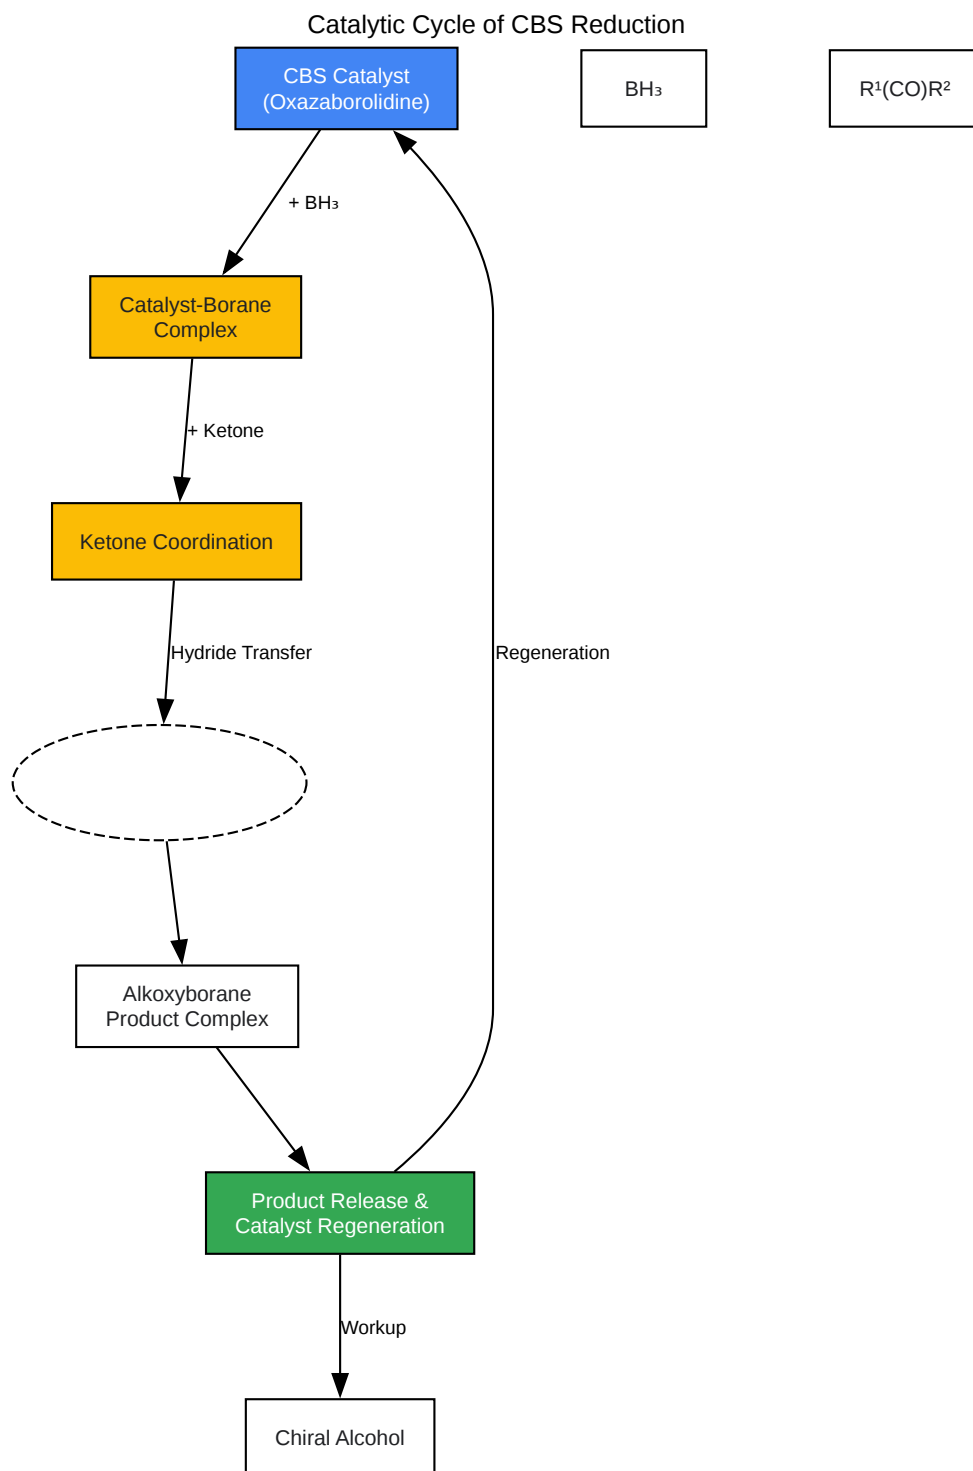 Catalytic Cycle of CBS Reduction
CBS Catalyst
(Oxazaborolidine)
BH₃
R¹(CO)R²
+ BH₃
Catalyst-Borane
Complex
+ Ketone
Ketone Coordination
Hydride Transfer
Regeneration
Alkoxyborane
Product Complex
Product Release &
Catalyst Regeneration
Workup
Chiral Alcohol